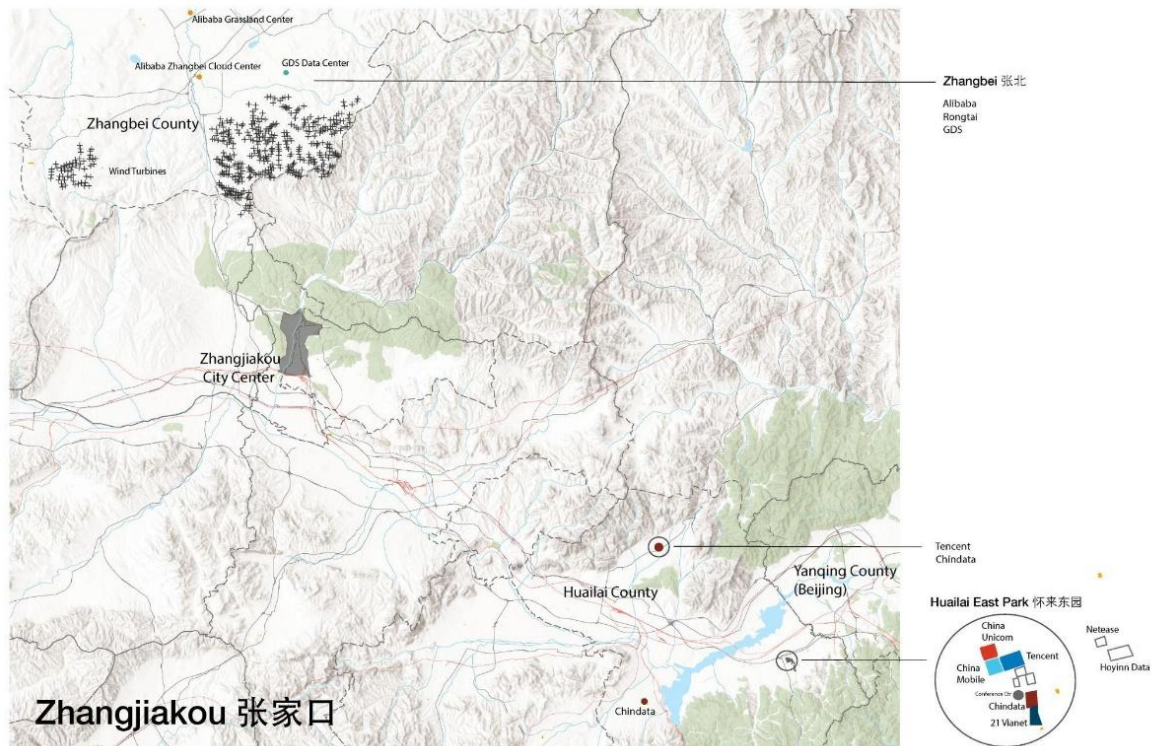 Alibaba Grassland Center
Alibaba Zhangbei Cloud Center
GDS Data Center
Zhangbei 张北
Alibaba
Rongtai
GDS
Zhangbei County
Wind Turbines
Zhangjiakou
City Center
Tencent
Chindata
Huailai County
Yanqing County
(Beijing)
Huailai East Park 怀来东园
China
Unicom
Netease
Tencent
Hoyinn Data
China
Mobile
Conference Ctr
Chindata
21 Vianet
Chindata
Zhangjiakou 张家口